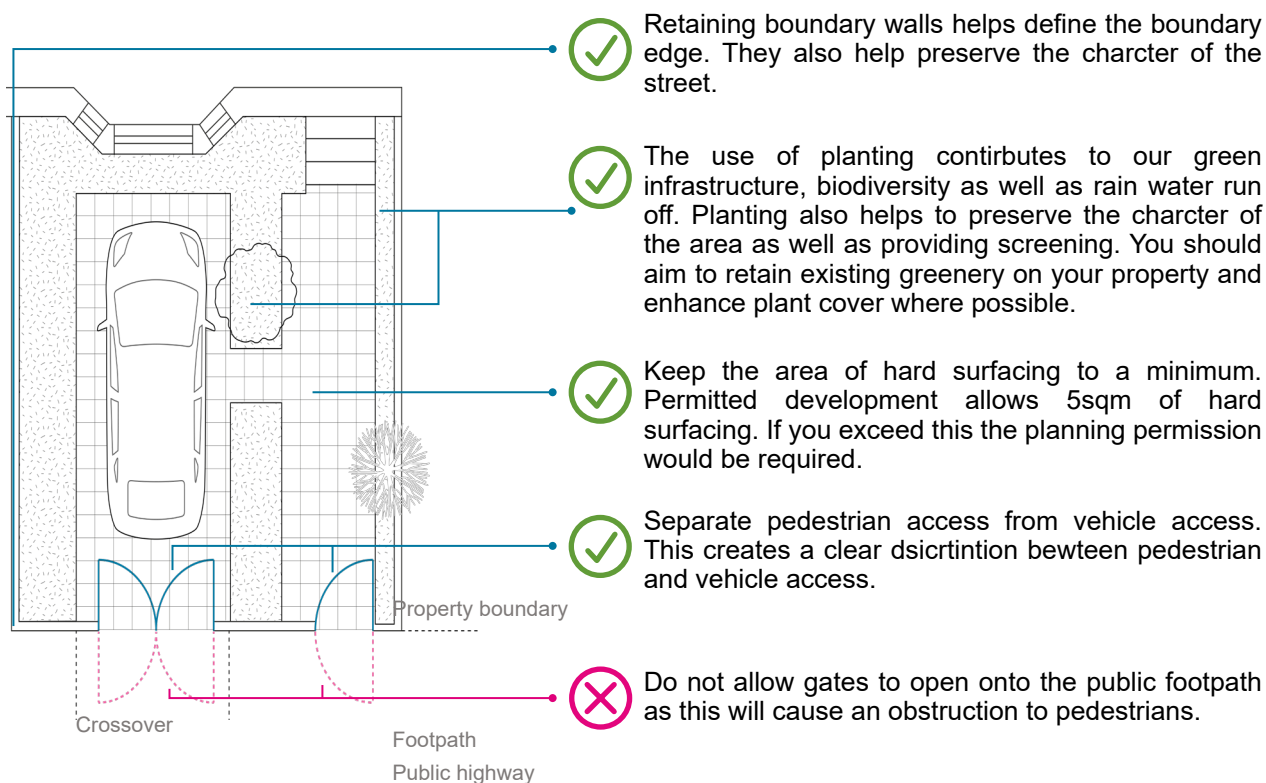 Retaining boundary walls helps define the boundary
edge. They also help preserve the charcter of the
street.
The use of planting contirbutes to our green
infrastructure, biodiversity as well as rain water run
off. Planting also helps to preserve the charcter of
the area as well as providing screening. You should
aim to retain existing greenery on your property and
enhance plant cover where possible.
Keep the area of hard surfacing to a minimum.
Permitted development allows 5sqm of hard
surfacing. If you exceed this the planning permission
would be required.
Separate pedestrian access from vehicle access.
This creates a clear dsicrtintion bewteen pedestrian
and vehicle access.
Property boundary
Do not allow gates to open onto the public footpath
as this will cause an obstruction to pedestrians.
Crossover
Footpath
Public highway